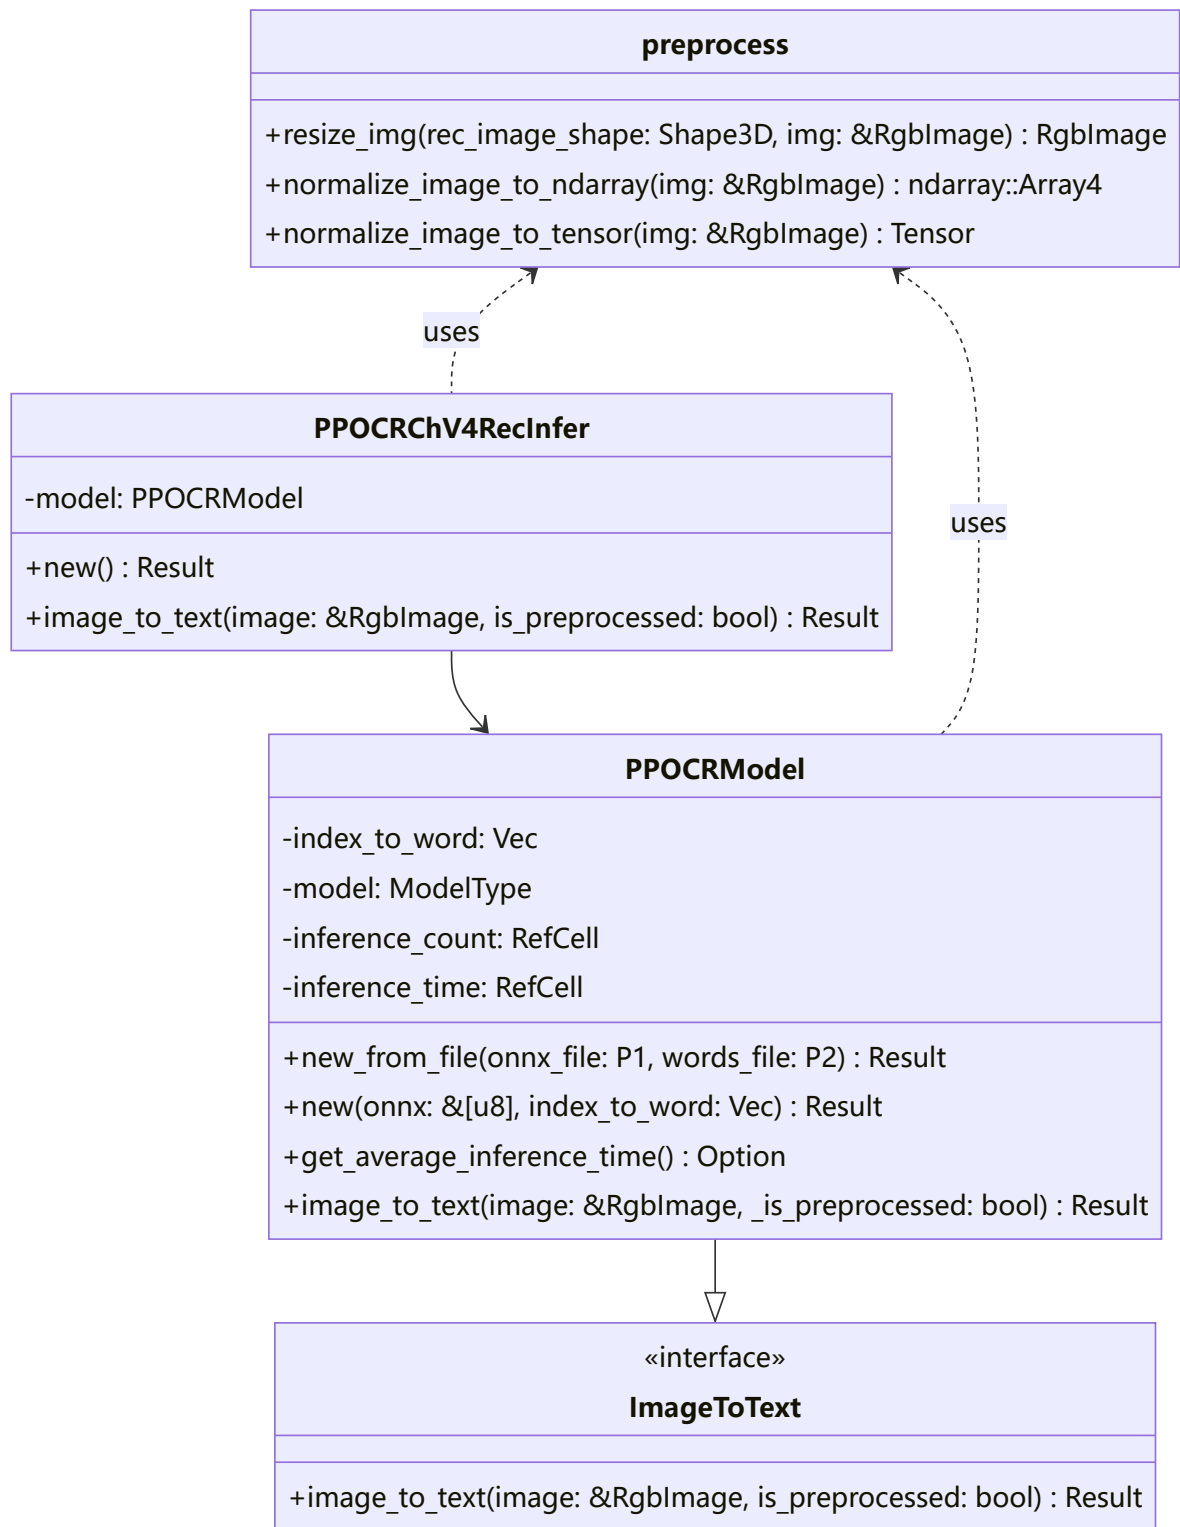 preprocess
+resize_img(rec_image_shape: Shape3D, img: &RgbImage) : RgbImage
+normalize_image_to_ndarray(img: &RgbImage) : ndarray::Array4
+normalize_image_to_tensor(img: &RgbImage) : Tensor
uses
PPOCRChV4RecInfer
-model: PPOCRModel
+new() : Result
+image_to_text(image: &RgbImage, is_preprocessed: bool) : Result
uses
PPOCRModel
-index_to_word: Vec
-model: ModelType
-inference_count: RefCell
-inference_time: RefCell
+new_from_file(onnx_file: P1, words_file: P2) : Result
+new(onnx: &[u8], index_to_word: Vec) : Result
+get_average_inference_time() : Option
+image_to_text(image: &RgbImage, _is_preprocessed: bool) : Result
«interface»
ImageToText
+image_to_text(image: &RgbImage, is_preprocessed: bool) : Result